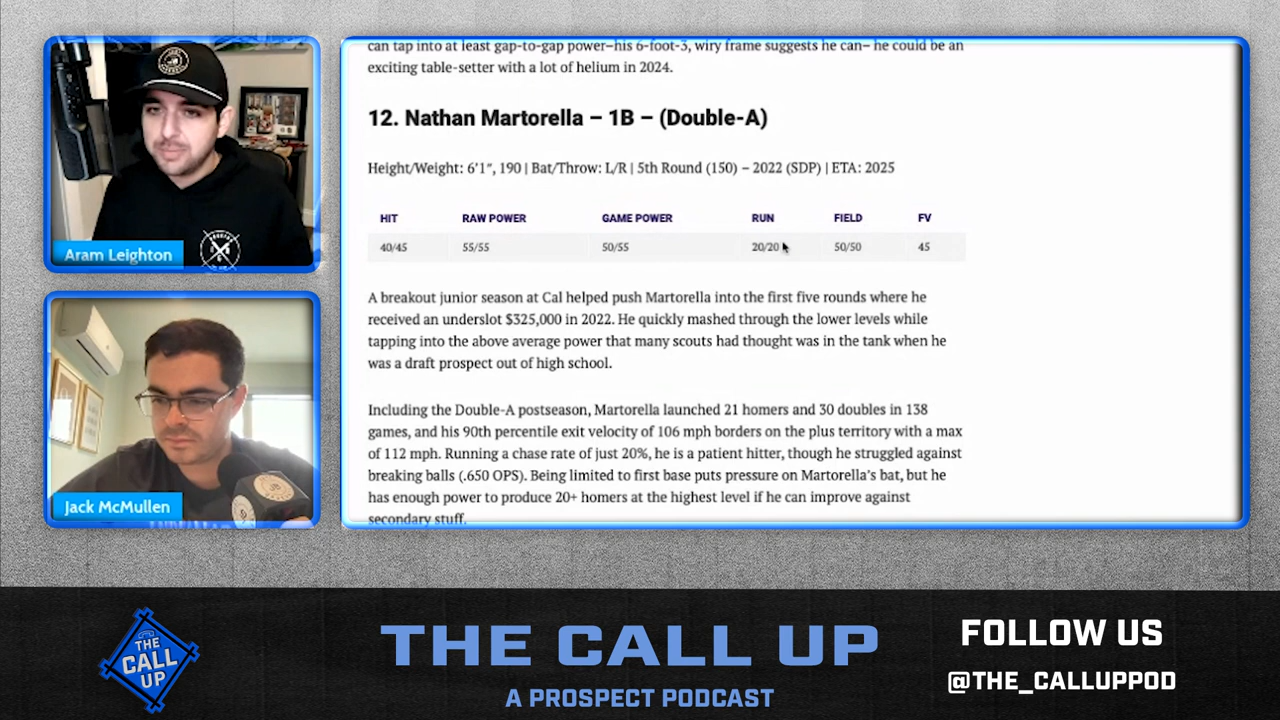 can tap into at least gap-to-gap power–his 6-foot-3, wiry frame suggests he can– he could be an
exciting table-setter with a lot of helium in 2024.
12. Nathan Martorella – 1B – (Double-A)
Height/Weight: 6'1″, 190 | Bat/Throw: L/R | 5th Round (150) – 2022 (SDP) | ETA: 2025
HIT RAW POWER GAME POWER RUN FIELD FV
40/45 55/55 50/55 20/20 50/50 45
A breakout junior season at Cal helped push Martorella into the first five rounds where he
received an underslot $325,000 in 2022. He quickly mashed through the lower levels while
tapping into the above average power that many scouts had thought was in the tank when he
was a draft prospect out of high school.
Including the Double-A postseason, Martorella launched 21 homers and 30 doubles in 138
games, and his 90th percentile exit velocity of 106 mph borders on the plus territory with a max
of 112 mph. Running a chase rate of just 20%, he is a patient hitter, though he struggled against
breaking balls (.650 OPS). Being limited to first base puts pressure on Martorella's bat, but he
has enough power to produce 20+ homers at the highest level if he can improve against
secondary stuff.
Aram Leighton
Jack McMullen
THE
CALL
UP
THE CALL UP
A PROSPECT PODCAST
FOLLOW US
@THE_CALLUPPOD